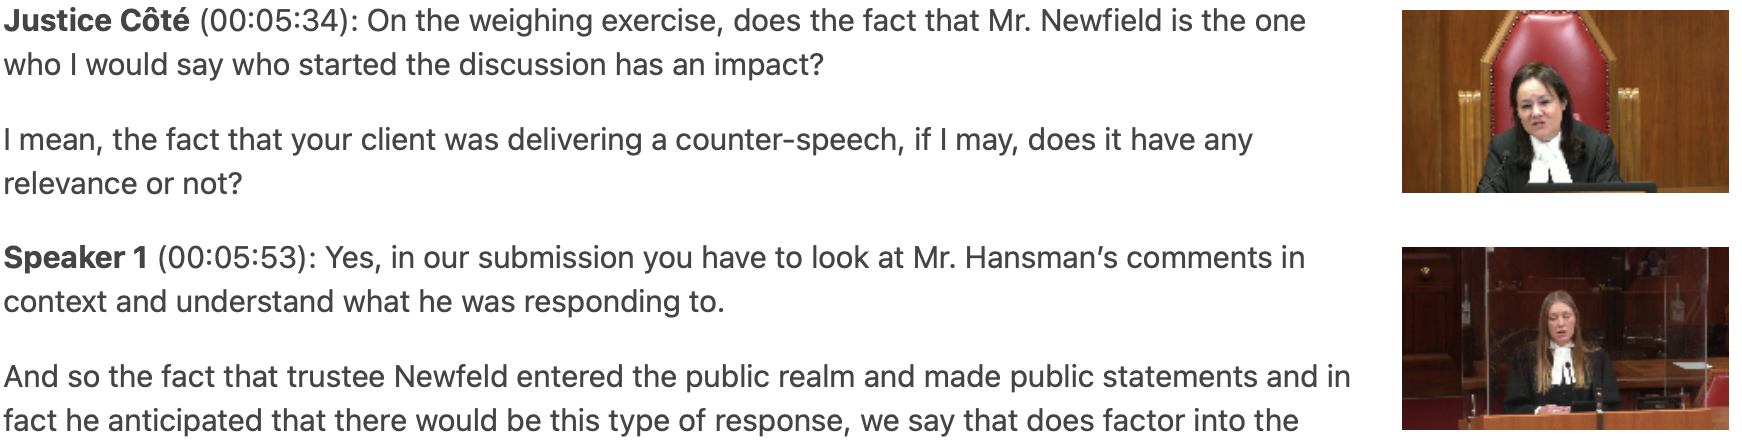 Justice Côté (00:05:34): On the weighing exercise, does the fact that Mr. Newfield is the one
who I would say who started the discussion has an impact?
I mean, the fact that your client was delivering a counter-speech, if I may, does it have any
relevance or not?
Speaker 1 (00:05:53): Yes, in our submission you have to look at Mr. Hansman’s comments in
context and understand what he was responding to.
And so the fact that trustee Newfeld entered the public realm and made public statements and in
fact he anticipated that there would be this type of response, we say that does factor into the